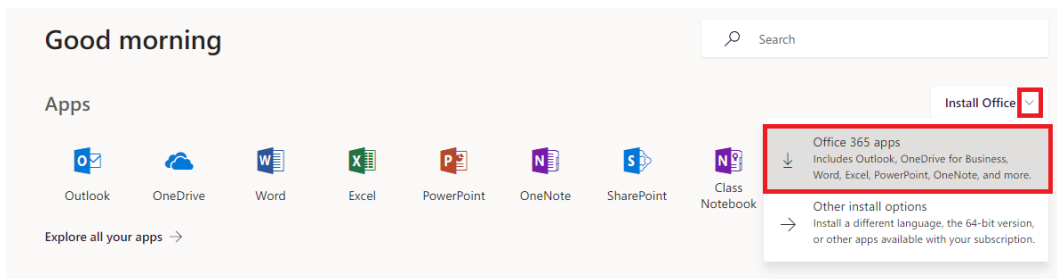 Good morning
Search
Apps
Install Office
Office 365 apps
Includes Outlook, OneDrive for Business,
Word, Excel, PowerPoint, OneNote, and more.
Other install options
Install a different language, the 64-bit version,
or other apps available with your subscription.
Outlook
OneDrive
Word
Excel
PowerPoint
OneNote
SharePoint
Class
Notebook
Explore all your apps →